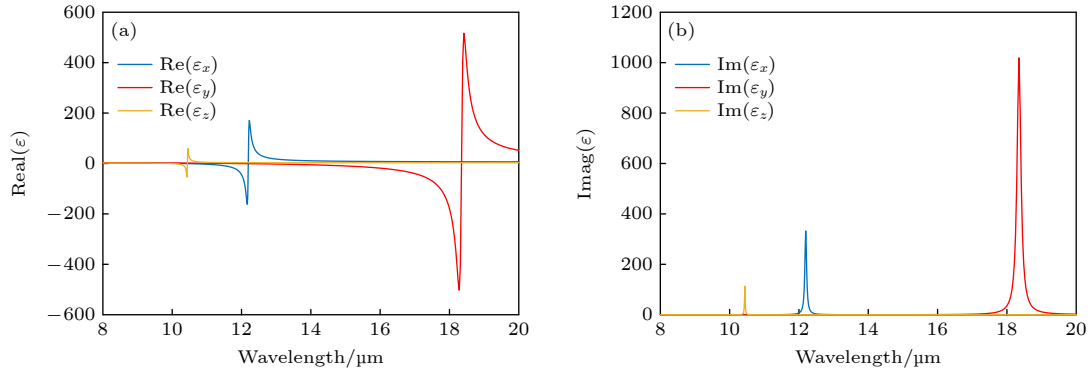 (a)
Re(εx)
Re(εy)
Re(εz)
Real(ε)
600
400
200
0
−200
−400
−600
8 10 12 14 16 18 20
Wavelength/μm
(b)
Im(εx)
Im(εy)
Im(εz)
Imag(ε)
1200
1000
800
600
400
200
0
8 10 12 14 16 18 20
Wavelength/μm